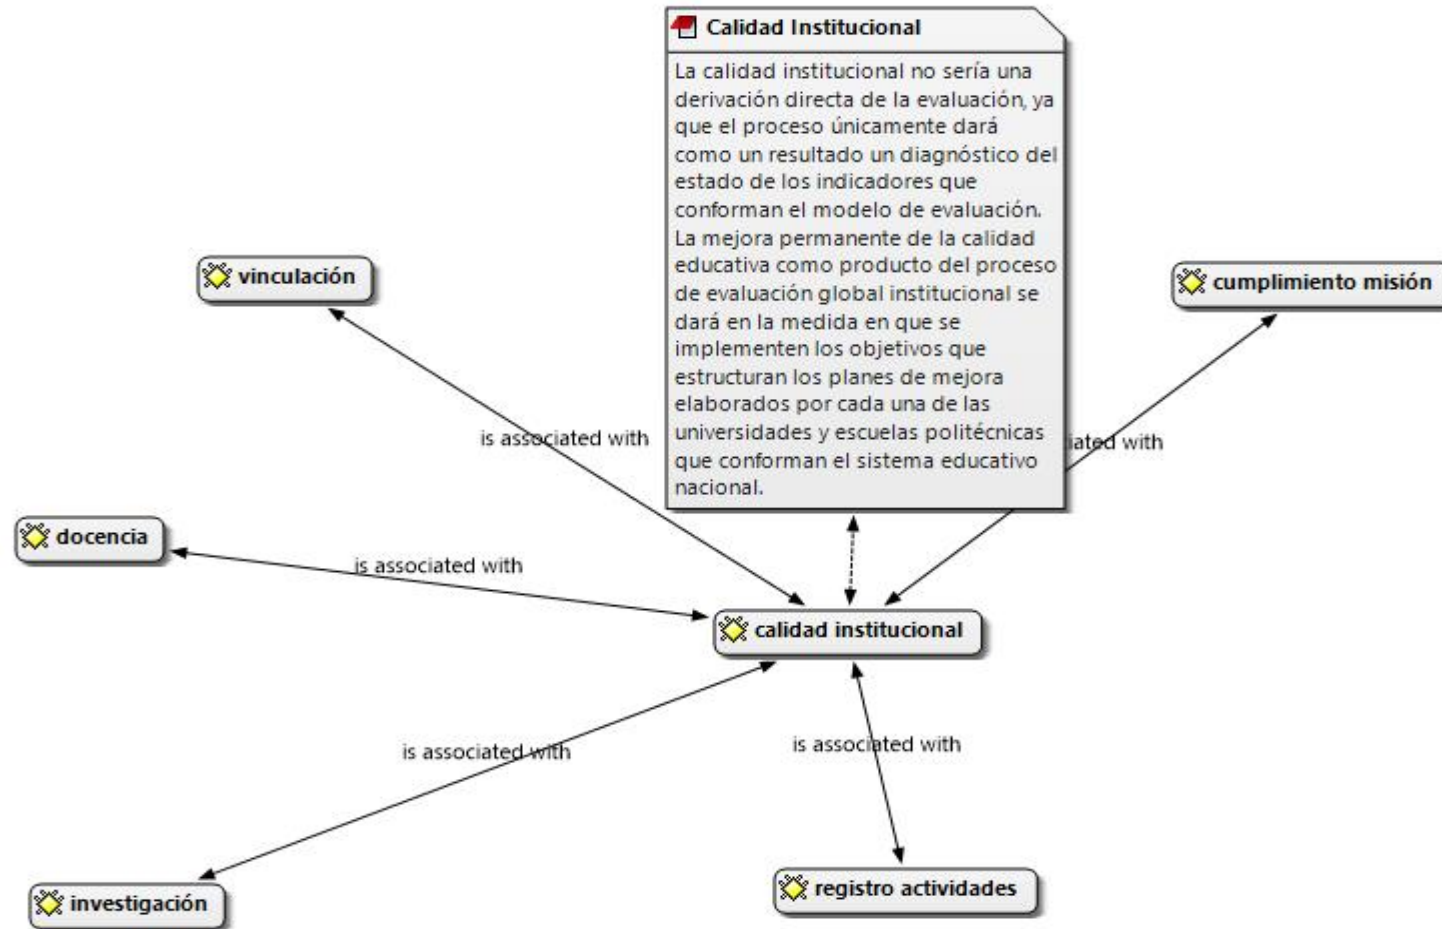 Calidad Institucional
La calidad institucional no sería una
derivación directa de la evaluación, ya
que el proceso únicamente dará
como un resultado un diagnóstico del
estado de los indicadores que
conforman el modelo de evaluación.
La mejora permanente de la calidad
educativa como producto del proceso
de evaluación global institucional se
dará en la medida en que se
implementen los objetivos que
estructuran los planes de mejora
elaborados por cada una de las
universidades y escuelas politécnicas
que conforman el sistema educativo
nacional.
vinculación
cumplimiento misión
is associated with
with
docencia
is associated with
calidad institucional
is associated with
is associated with
investigación
registro actividades